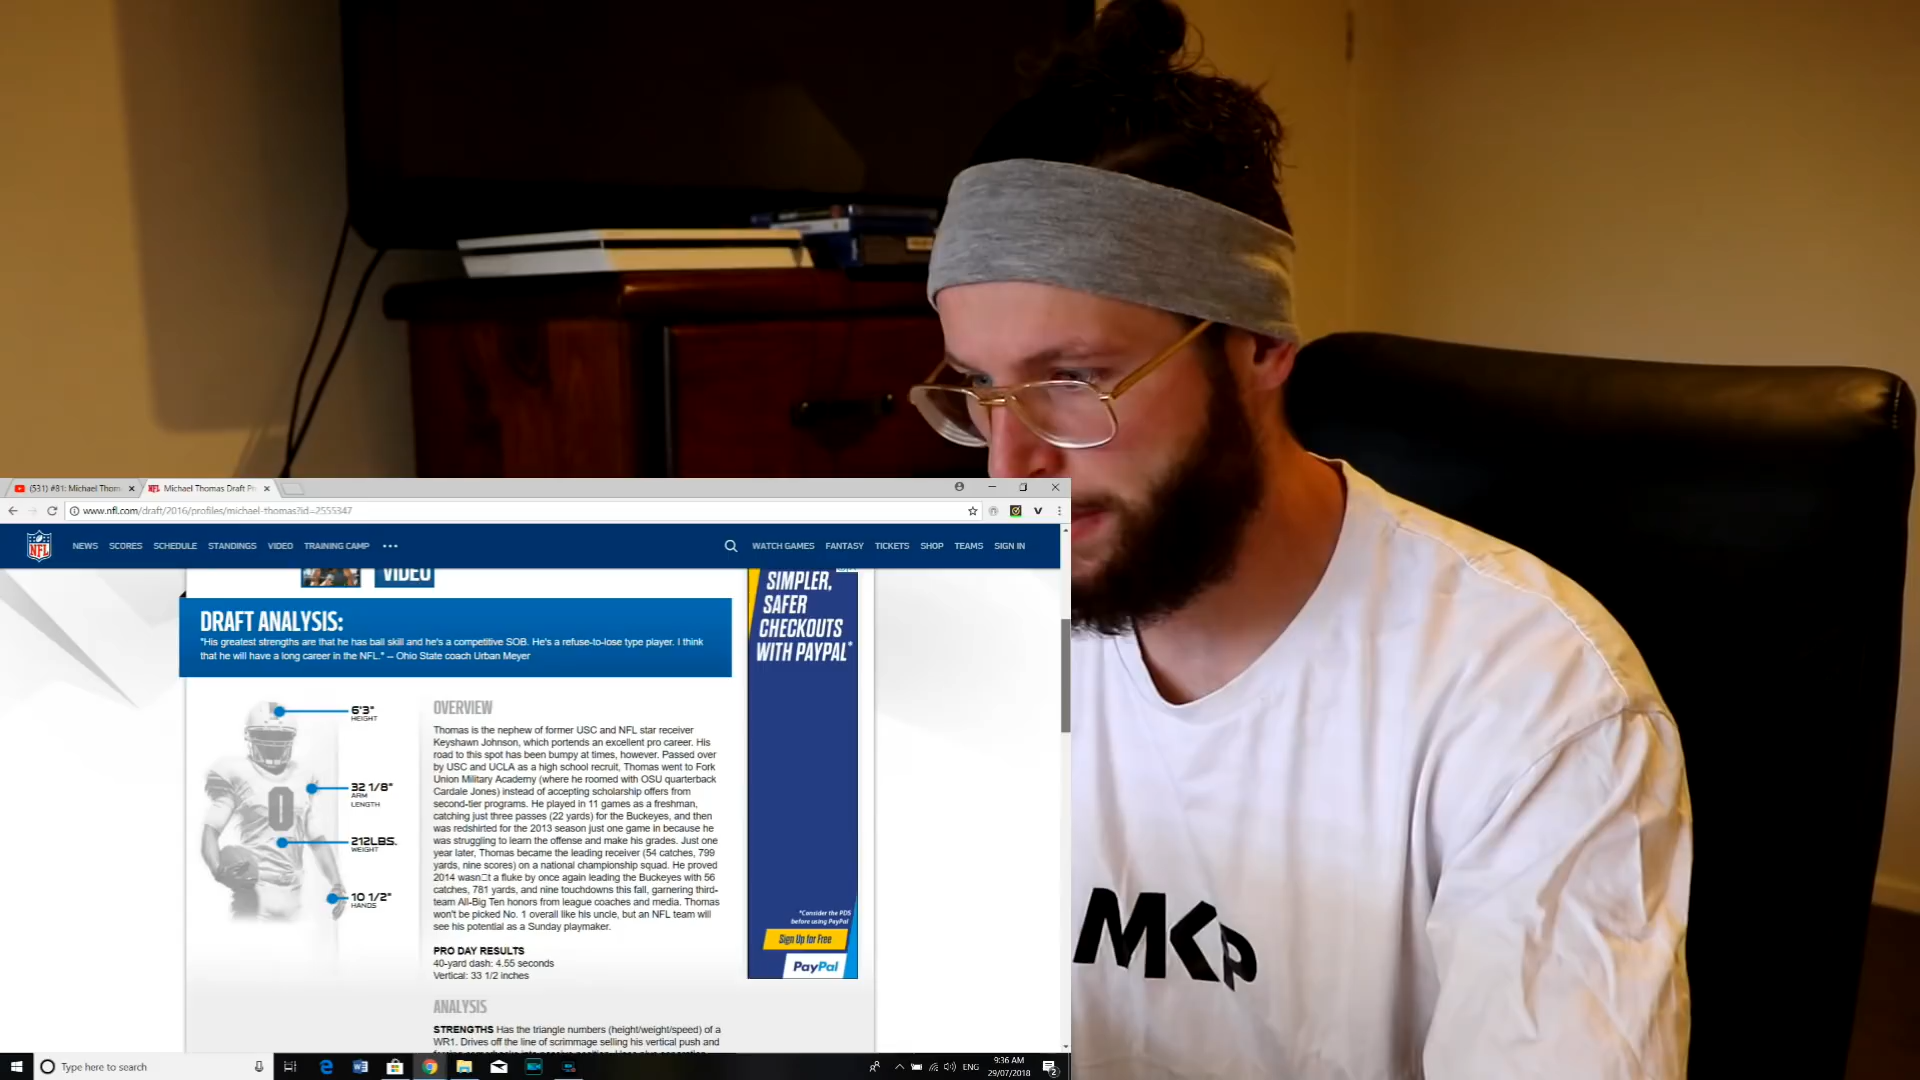 (531) #81: Michael Thom
Michael Thomas Draft Pr
www.nfl.com/draft/2016/profiles/michael-thomas?id=2555347
NFL
NEWS SCORES SCHEDULE STANDINGS VIDEO TRAINING CAMP •••
WATCH GAMES FANTASY TICKETS SHOP TEAMS SIGN IN
VIDEO
DRAFT ANALYSIS:
"His greatest strengths are that he has ball skill and he's a competitive SOB. He's a refuse-to-lose type player. I think
that he will have a long career in the NFL." -- Ohio State coach Urban Meyer
6'3"
HEIGHT
32 1/8"
ARM
LENGTH
212LBS.
WEIGHT
10 1/2"
HANDS
0
OVERVIEW
Thomas is the nephew of former USC and NFL star receiver
Keyshawn Johnson, which portends an excellent pro career. His
road to this spot has been bumpy at times, however. Passed over
by USC and UCLA as a high school recruit, Thomas went to Fork
Union Military Academy (where he roomed with OSU quarterback
Cardale Jones) instead of accepting scholarship offers from
second-tier programs. He played in 11 games as a freshman,
catching just three passes (22 yards) for the Buckeyes, and then
was redshirted for the 2013 season just one game in because he
was struggling to learn the offense and make his grades. Just one
year later, Thomas became the leading receiver (54 catches, 799
yards, nine scores) on a national championship squad. He proved
2014 wasn□t a fluke by once again leading the Buckeyes with 56
catches, 781 yards, and nine touchdowns this fall, garnering third-
team All-Big Ten honors from league coaches and media. Thomas
won't be picked No. 1 overall like his uncle, but an NFL team will
see his potential as a Sunday playmaker.
PRO DAY RESULTS
40-yard dash: 4.55 seconds
Vertical: 33 1/2 inches
ANALYSIS
STRENGTHS Has the triangle numbers (height/weight/speed) of a
WR1. Drives off the line of scrimmage selling his vertical push and
SIMPLER,
SAFER
CHECKOUTS
WITH PAYPAL*
*Consider the PDS
before using PayPal
Sign Up for Free
PayPal
Type here to search
ENG
9:36 AM
29/07/2018
2
MKP